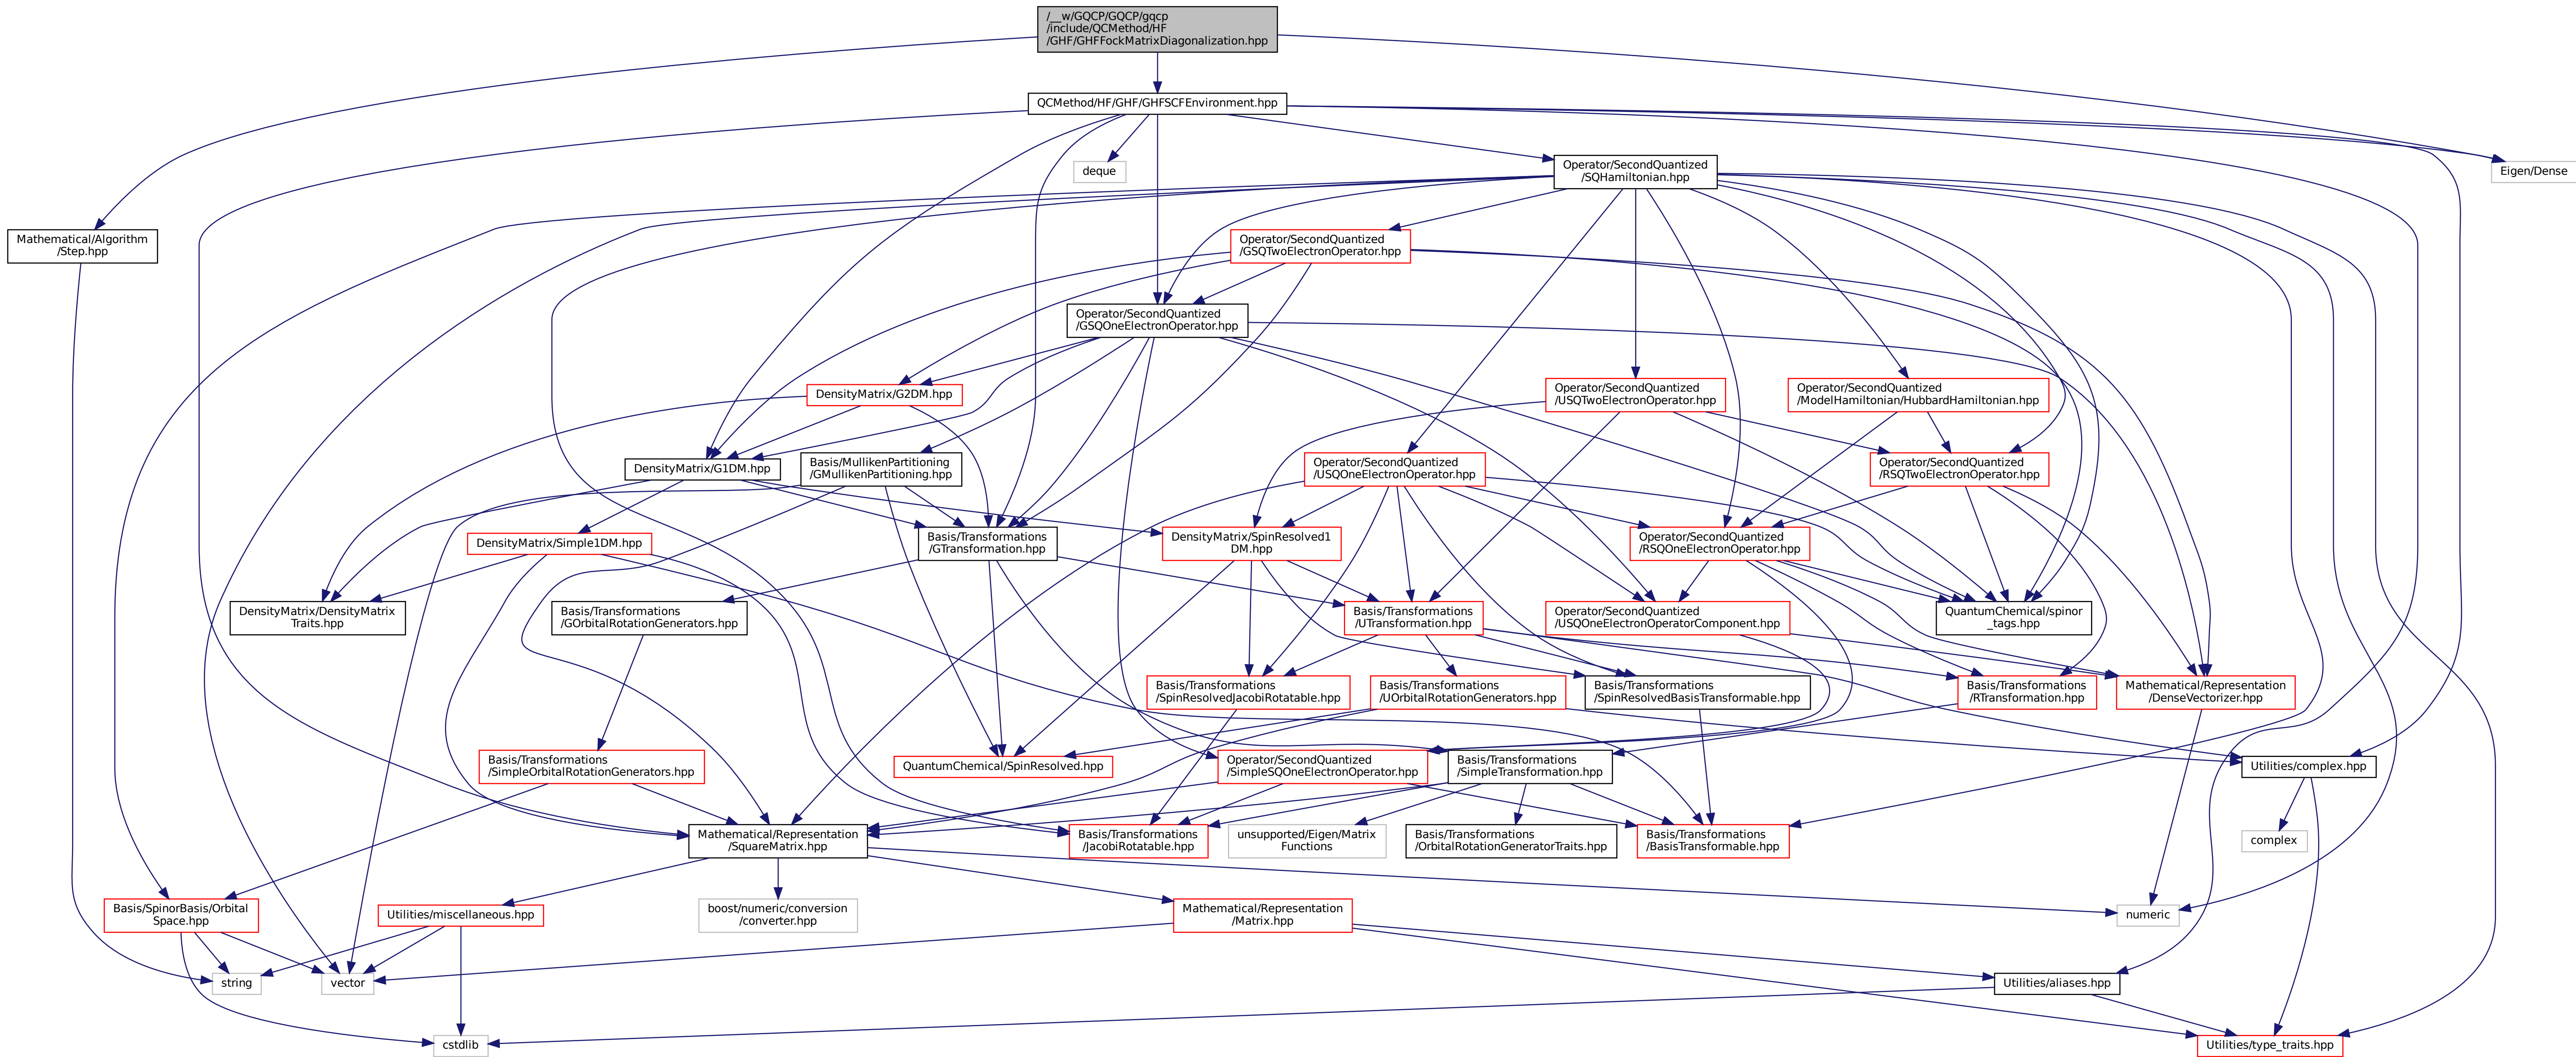 /__w/GQCP/GQCP/gqcp
/include/QCMethod/HF
/GHF/GHFFockMatrixDiagonalization.hpp
QCMethod/HF/GHF/GHFSCFEnvironment.hpp
deque
Operator/SecondQuantized
/SQHamiltonian.hpp
Eigen/Dense
Mathematical/Algorithm
/Step.hpp
Operator/SecondQuantized
/GSQTwoElectronOperator.hpp
Operator/SecondQuantized
/GSQOneElectronOperator.hpp
DensityMatrix/G2DM.hpp
Operator/SecondQuantized
/USQTwoElectronOperator.hpp
Operator/SecondQuantized
/ModelHamiltonian/HubbardHamiltonian.hpp
DensityMatrix/G1DM.hpp
Basis/MullikenPartitioning
/GMullikenPartitioning.hpp
Operator/SecondQuantized
/USQOneElectronOperator.hpp
Operator/SecondQuantized
/RSQTwoElectronOperator.hpp
DensityMatrix/Simple1DM.hpp
Basis/Transformations
/GTransformation.hpp
DensityMatrix/SpinResolved1
DM.hpp
Operator/SecondQuantized
/RSQOneElectronOperator.hpp
DensityMatrix/DensityMatrix
Traits.hpp
Basis/Transformations
/GOrbitalRotationGenerators.hpp
Basis/Transformations
/UTransformation.hpp
Operator/SecondQuantized
/USQOneElectronOperatorComponent.hpp
QuantumChemical/spinor
_tags.hpp
Basis/Transformations
/SpinResolvedJacobiRotatable.hpp
Basis/Transformations
/UOrbitalRotationGenerators.hpp
Basis/Transformations
/SpinResolvedBasisTransformable.hpp
Basis/Transformations
/RTransformation.hpp
Mathematical/Representation
/DenseVectorizer.hpp
Basis/Transformations
/SimpleOrbitalRotationGenerators.hpp
QuantumChemical/SpinResolved.hpp
Operator/SecondQuantized
/SimpleSQOneElectronOperator.hpp
Basis/Transformations
/SimpleTransformation.hpp
Utilities/complex.hpp
Mathematical/Representation
/SquareMatrix.hpp
Basis/Transformations
/JacobiRotatable.hpp
unsupported/Eigen/Matrix
Functions
Basis/Transformations
/OrbitalRotationGeneratorTraits.hpp
Basis/Transformations
/BasisTransformable.hpp
complex
Basis/SpinorBasis/Orbital
Space.hpp
Utilities/miscellaneous.hpp
boost/numeric/conversion
/converter.hpp
Mathematical/Representation
/Matrix.hpp
numeric
string
vector
Utilities/aliases.hpp
cstdlib
Utilities/type_traits.hpp